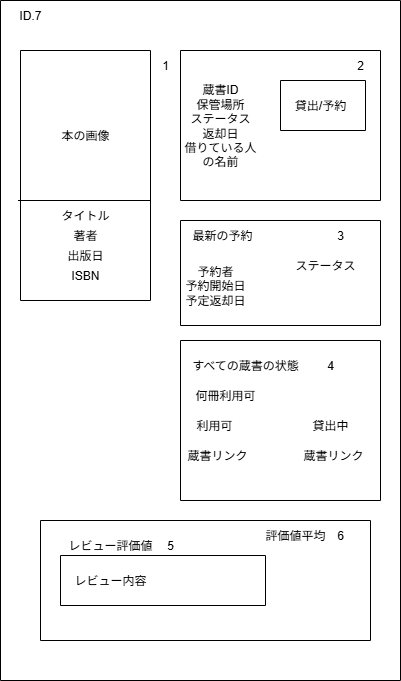 ID.7
本の画像
タイトル
著者
出版日
ISBN
1
2
蔵書ID
保管場所
ステータス
返却日
借りている人
の名前
貸出/予約
最新の予約 3
予約者
予約開始日
予定返却日
ステータス
すべての蔵書の状態 4
何冊利用可
利用可 貸出中
蔵書リンク 蔵書リンク
評価値平均 6
レビュー評価値 5
レビュー内容